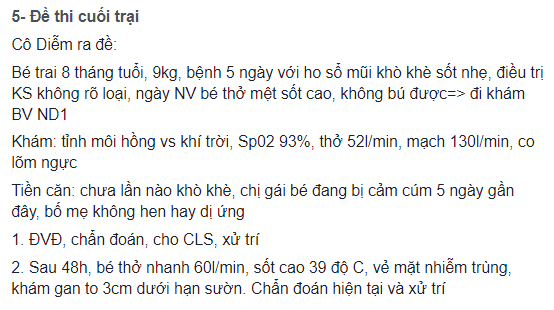 5- Đề thi cuối trại
Cô Diễm ra đề:
Bé trai 8 tháng tuổi, 9kg, bệnh 5 ngày với ho sổ mũi khò khè sốt nhẹ, điều trị
KS không rõ loại, ngày NV bé thở mệt sốt cao, không bú được=> đi khám
BV ND1
Khám: tỉnh môi hồng vs khí trời, Sp02 93%, thở 52l/min, mạch 130l/min, co
lõm ngực
Tiền căn: chưa lần nào khò khè, chị gái bé đang bị cảm cúm 5 ngày gần
đây, bố mẹ không hen hay dị ứng
1. ĐVĐ, chẩn đoán, cho CLS, xử trí
2. Sau 48h, bé thở nhanh 60l/min, sốt cao 39 độ C, vẻ mặt nhiễm trùng,
khám gan to 3cm dưới hạn sườn. Chẩn đoán hiện tại và xử trí